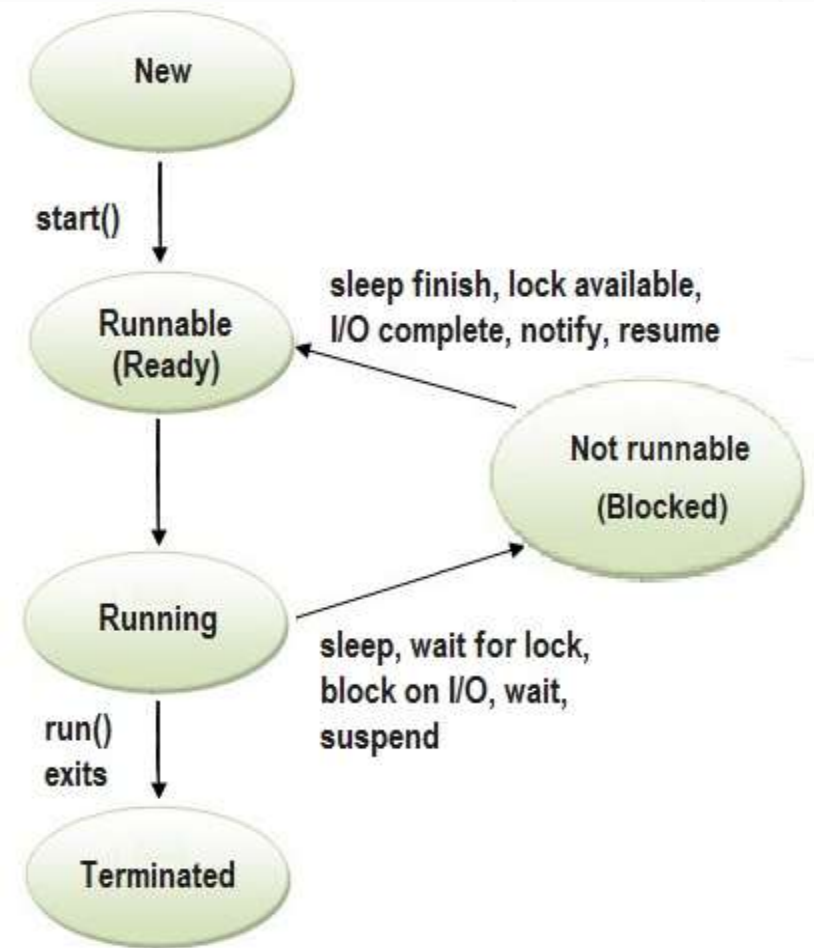 New
start()
Runnable
(Ready)
sleep finish, lock available,
I/O complete, notify, resume
Not runnable
(Blocked)
Running
sleep, wait for lock,
block on I/O, wait,
suspend
run()
exits
Terminated